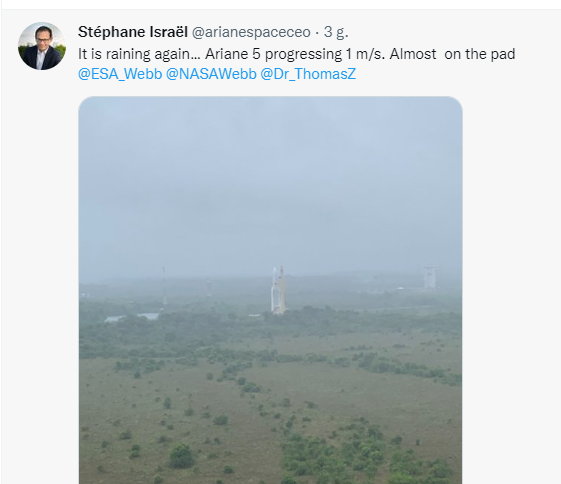 Stéphane Israël @arianespaceceo · 3 g.
It is raining again... Ariane 5 progressing 1 m/s. Almost  on the pad
@ESA_Webb @NASAWebb @Dr_ThomasZ